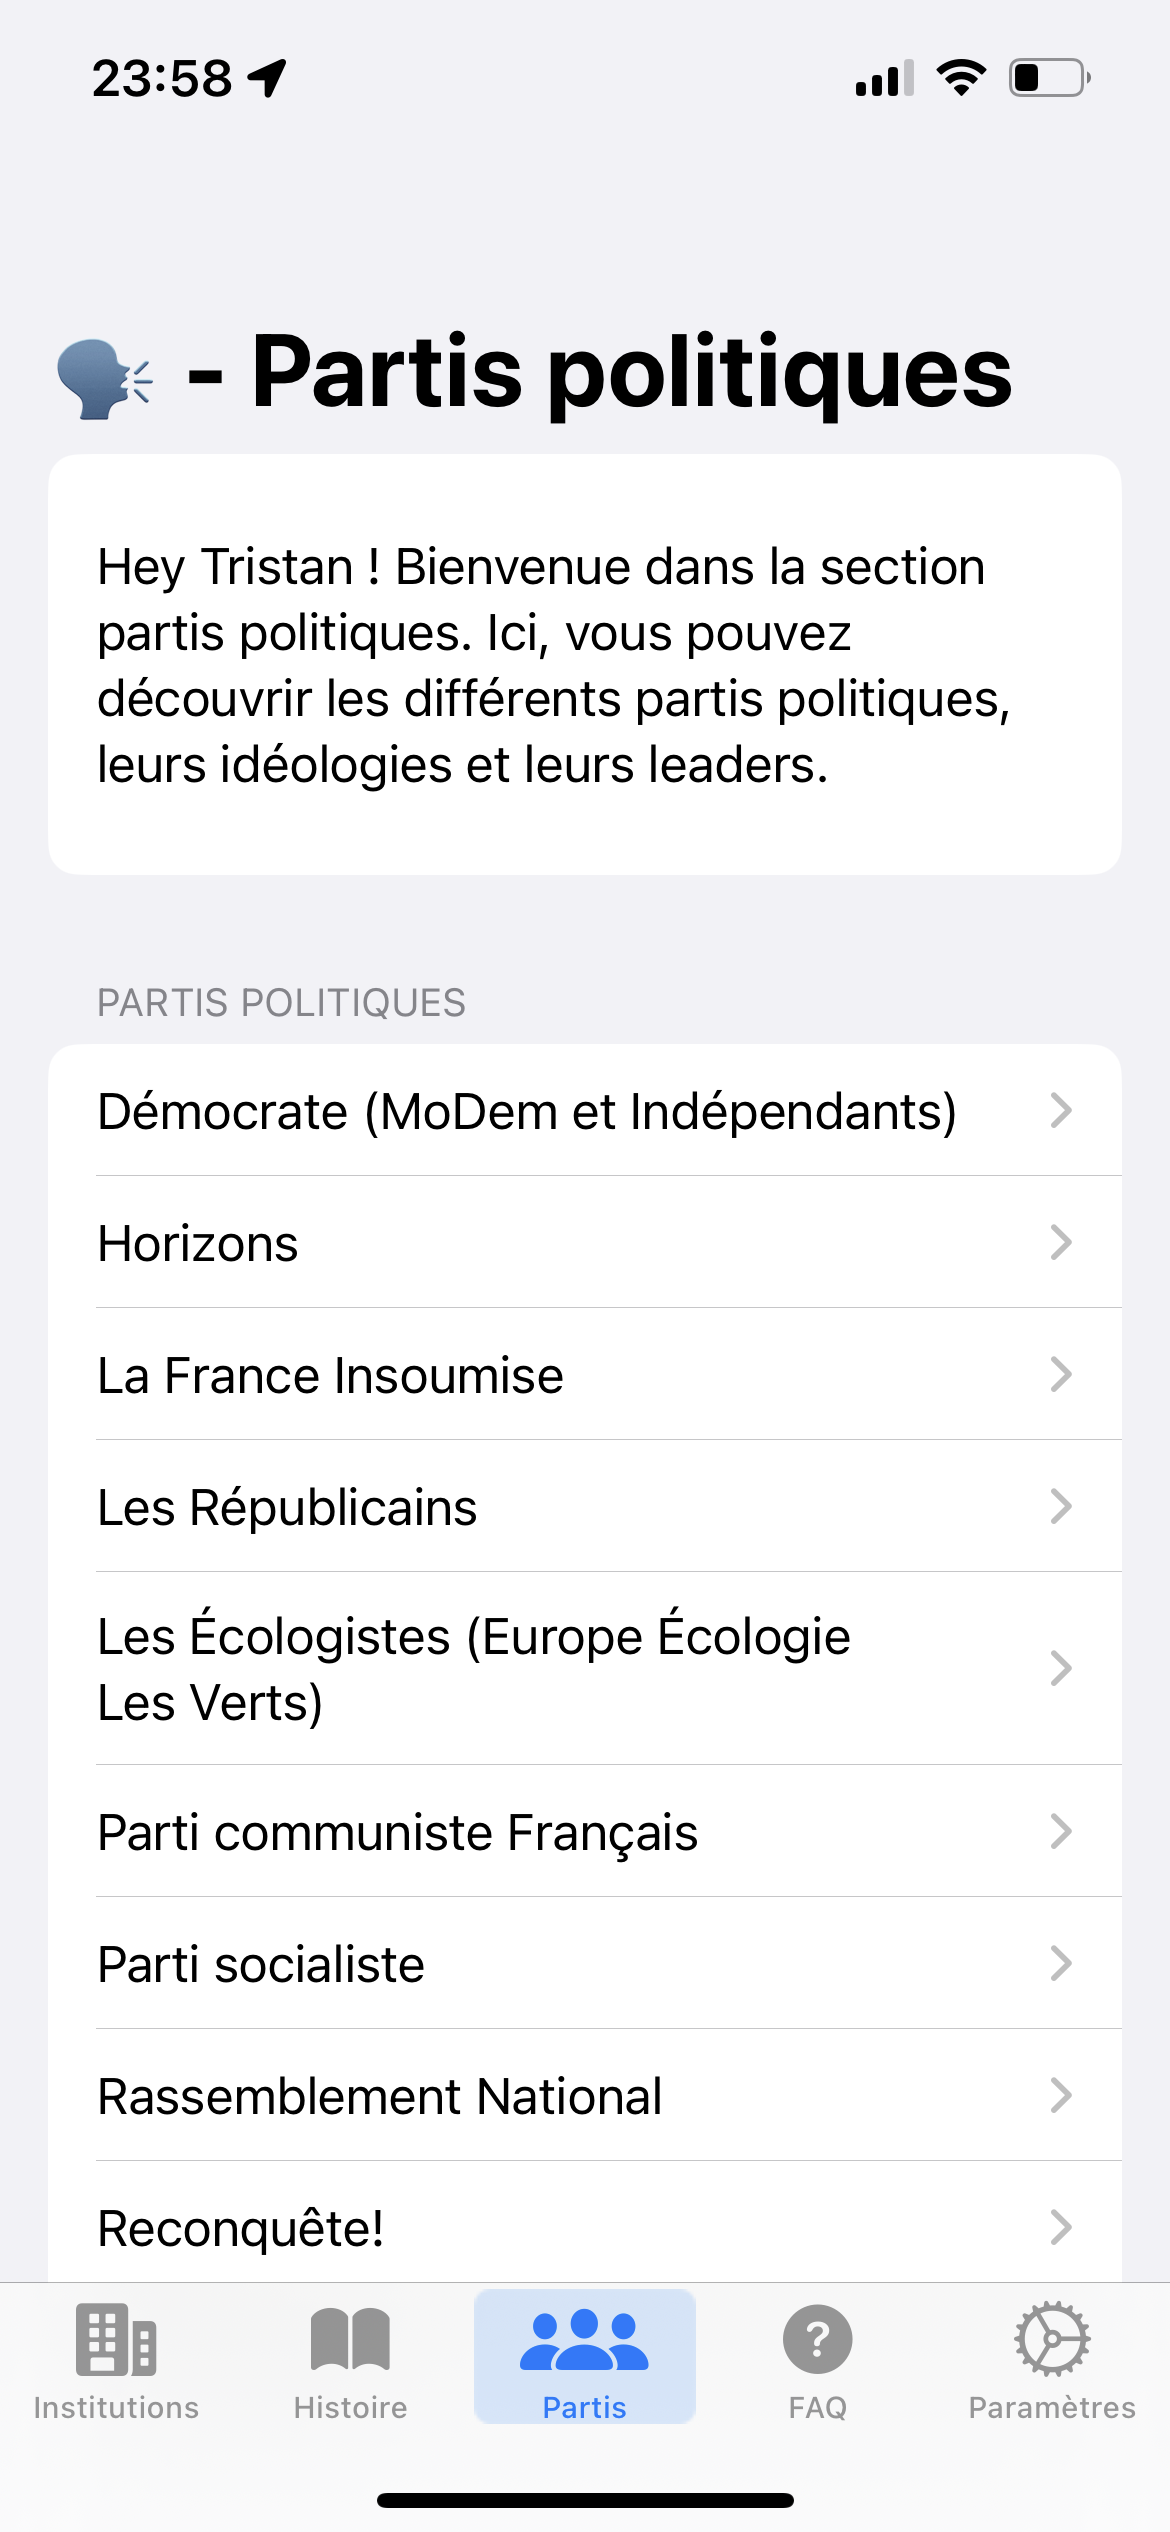 23:58
🗣 - Partis politiques
Hey Tristan ! Bienvenue dans la section
partis politiques. Ici, vous pouvez
découvrir les différents partis politiques,
leurs idéologies et leurs leaders.
PARTIS POLITIQUES
Démocrate (MoDem et Indépendants)
Horizons
La France Insoumise
Les Républicains
Les Écologistes (Europe Écologie
Les Verts)
Parti communiste Français
Parti socialiste
Rassemblement National
Reconquête!
Institutions
Histoire
Partis
FAQ
Paramètres